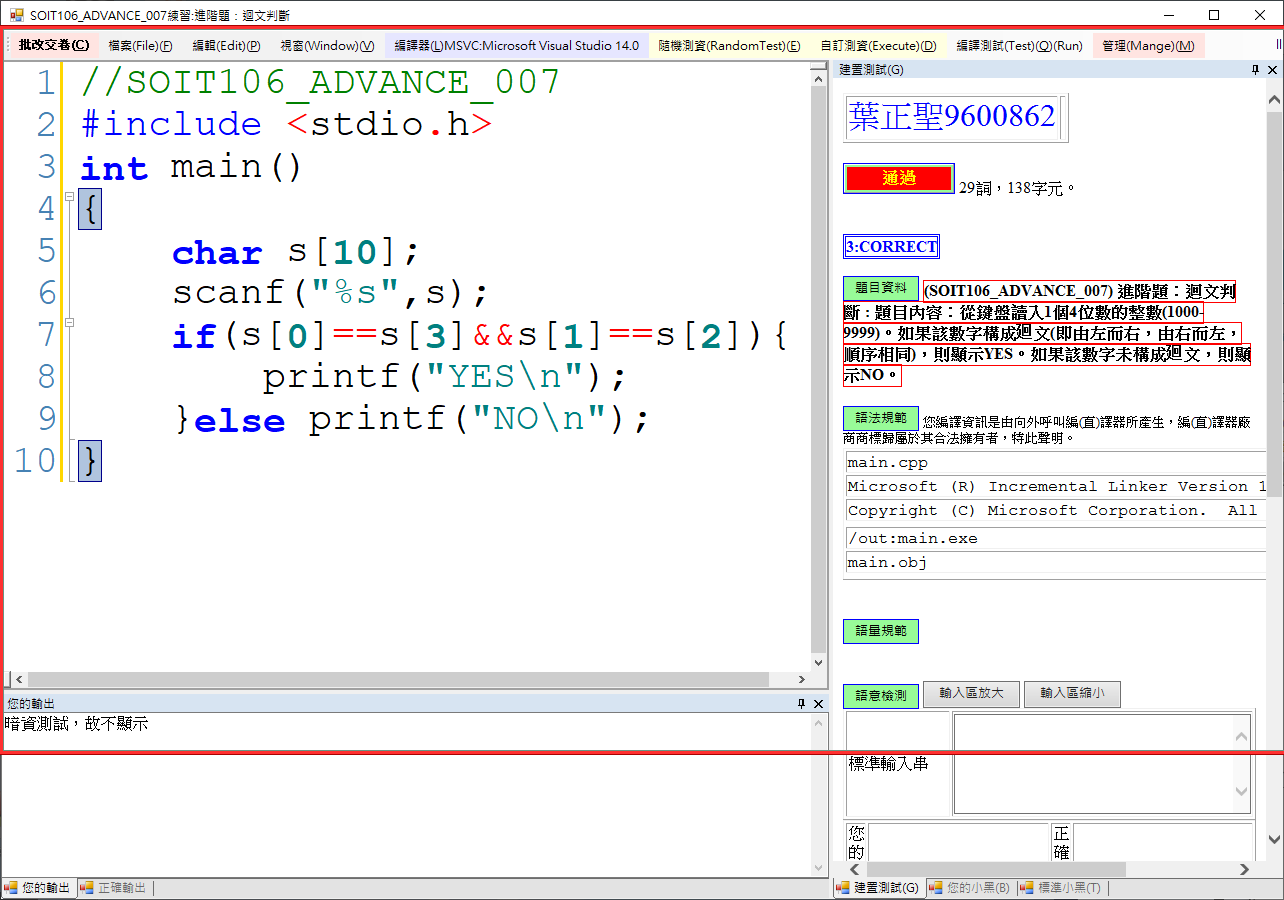 SOIT106_ADVANCE_007練習:進階題：迴文判斷
批改交卷(C) 檔案(File)(F) 編輯(Edit)(P) 視窗(Window)(V) 編譯器(L)MSVC:Microsoft Visual Studio 14.0 隨機測資(RandomTest)(E) 自訂測資(Execute)(D) 編譯測試(Test)(Q)(Run) 管理(Mange)(M)
1 //SOIT106_ADVANCE_007
2 #include <stdio.h>
3 int main()
4 {
5 char s[10];
6 scanf("%s",s);
7 if(s[0]==s[3]&&s[1]==s[2]){
8 printf("YES\n");
9 }else printf("NO\n");
10 }
您的輸出
暗資測試，故不顯示
您的輸出 正確輸出
建置測試(G)
葉正聖9600862
通過 29詞，138字元。
3:CORRECT
題目資料 (SOIT106_ADVANCE_007) 進階題：迴文判
斷 : 題目內容：從鍵盤讀入1個4位數的整數(1000-
9999)。如果該數字構成迴文(即由左而右，由右而左，
順序相同)，則顯示YES。如果該數字未構成迴文，則顯
示NO。
語法規範 您編譯資訊是由向外呼叫編(直)譯器所產生，編(直)譯器廠
商商標歸屬於其合法擁有者，特此聲明。
main.cpp
Microsoft (R) Incremental Linker Version 1
Copyright (C) Microsoft Corporation.  All
/out:main.exe
main.obj
語量規範
語意檢測 輸入區放大 輸入區縮小
標準輸入串
您 正
的 確
建置測試(G) 您的小黑(B) 標準小黑(T)